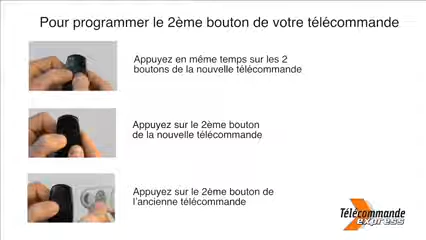 Pour programmer le 2ème bouton de votre télécommande
Appuyez en même temps sur les 2
boutons de la nouvelle télécommande
Appuyez sur le 2ème bouton
de la nouvelle télécommande
Appuyez sur le 2ème bouton de
l'ancienne télécommande
Télécommande
express